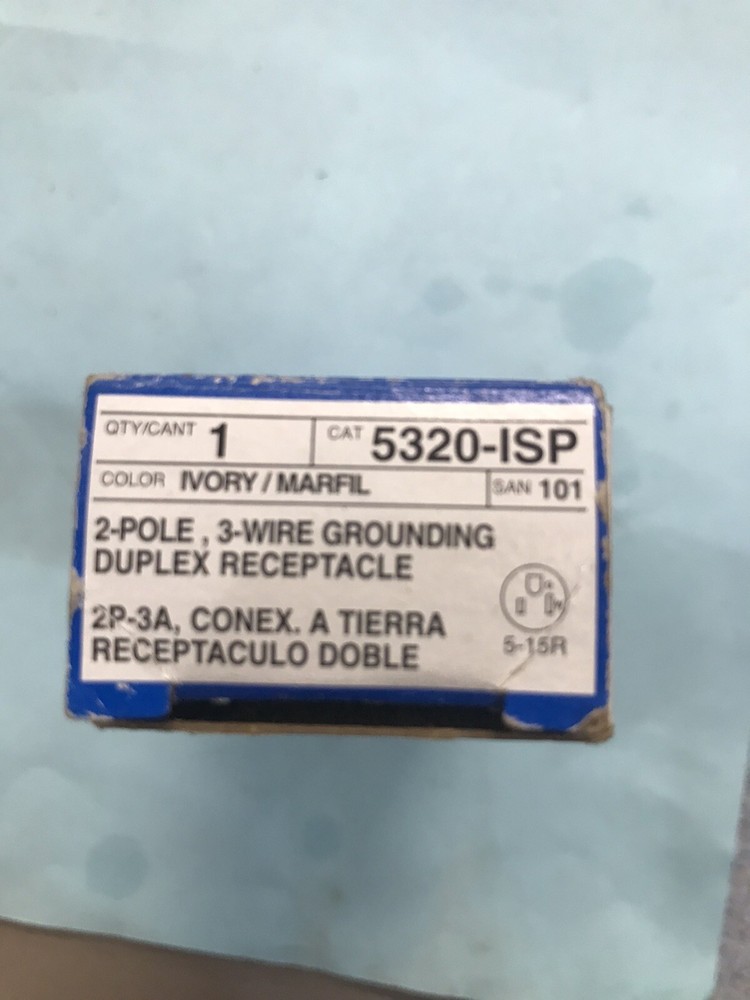 QTY/CANT 1 CAT 5320-ISP
COLOR IVORY / MARFIL SAN 101
2-POLE , 3-WIRE GROUNDING
DUPLEX RECEPTACLE
2P-3A, CONEX. A TIERRA
RECEPTACULO DOBLE
5-15R